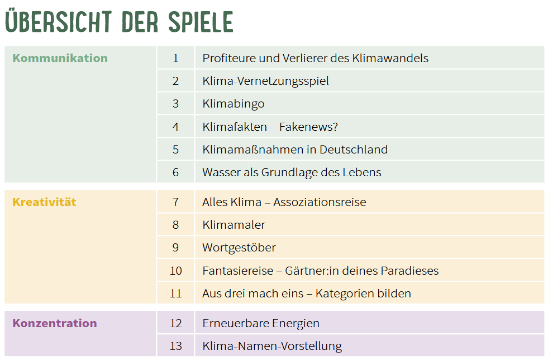 ÜBERSICHT DER SPIELE
Kommunikation 1 Profiteure und Verlierer des Klimawandels
2 Klima-Vernetzungsspiel
3 Klimabingo
4 Klimafakten Fakenews?
5 Klimamaßnahmen in Deutschland
6 Wasser als Grundlage des Lebens
Kreativität 7 Alles Klima – Assoziationsreise
8 Klimamaler
9 Wortgestöber
10 Fantasiereise – Gärtner:in deines Paradieses
11 Aus drei mach eins – Kategorien bilden
Konzentration 12 Erneuerbare Energien
13 Klima-Namen-Vorstellung